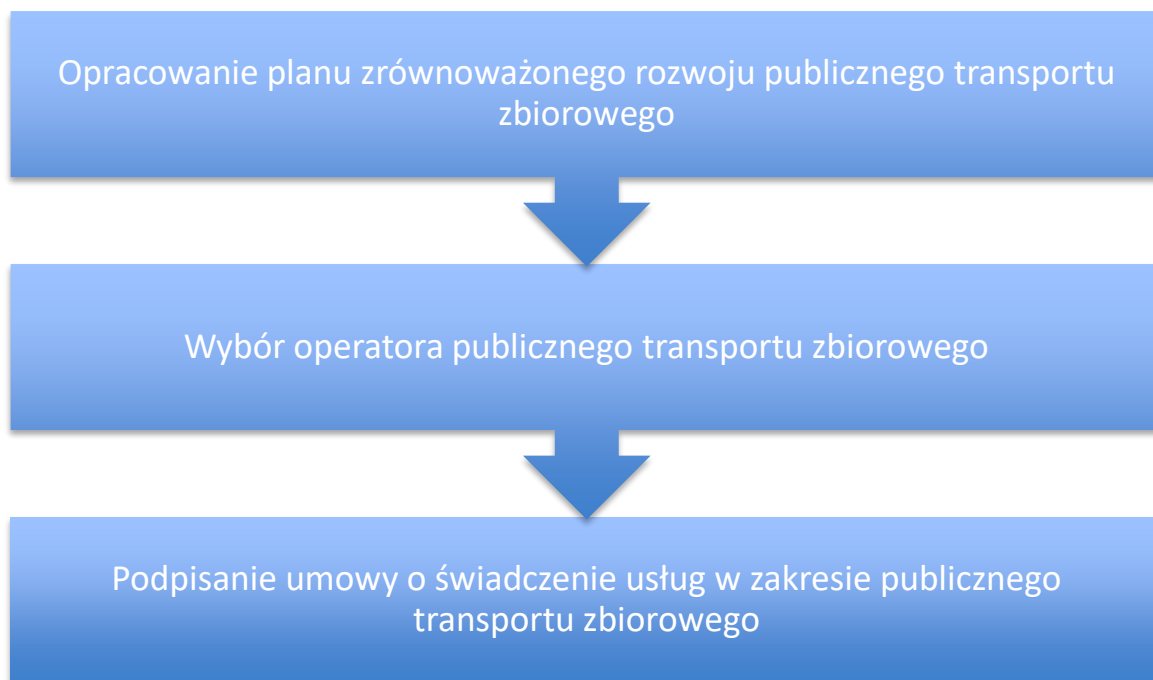 Opracowanie planu zrównoważonego rozwoju publicznego transportu
zbiorowego
Wybór operatora publicznego transportu zbiorowego
Podpisanie umowy o świadczenie usług w zakresie publicznego
transportu zbiorowego